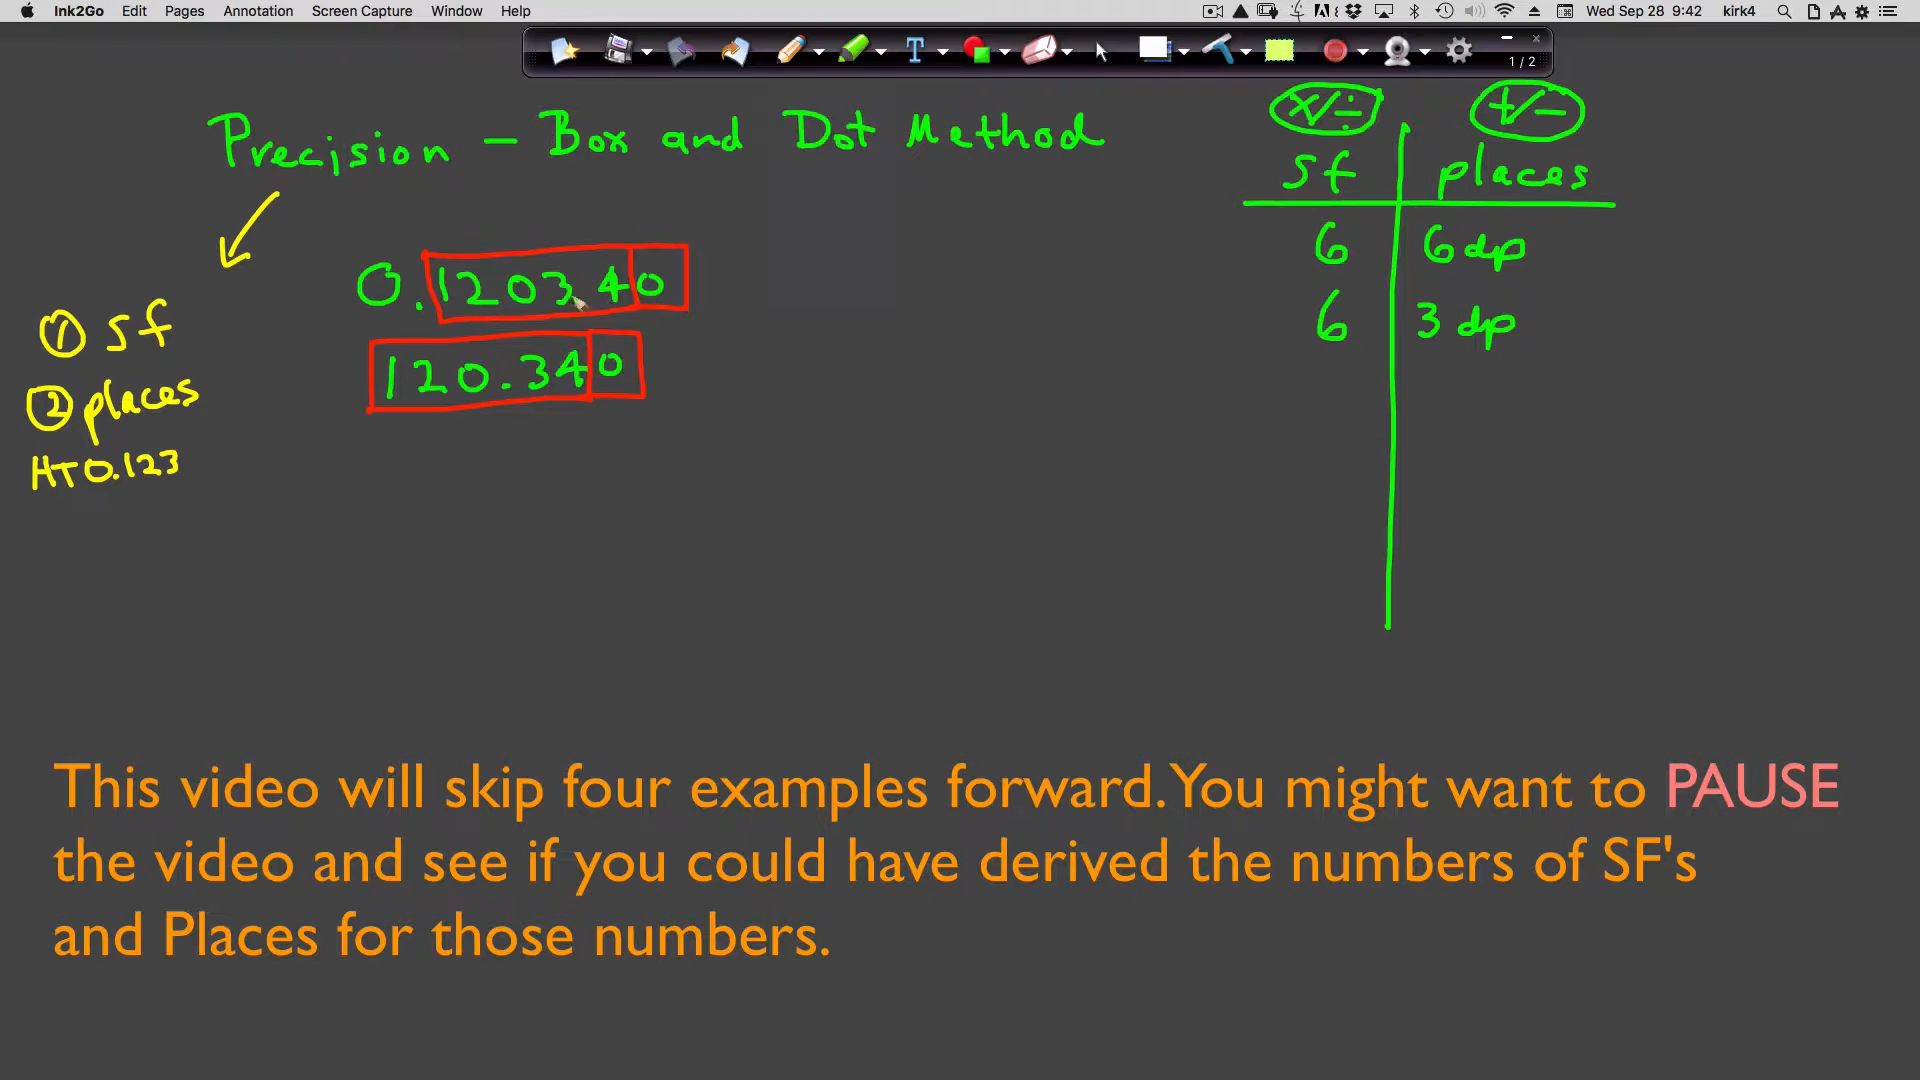 Ink2Go Edit Pages Annotation Screen Capture Window Help Wed Sep 28 9:42 kirk4
1 / 2
Precision - Box and Dot Method
x/÷ +/-
sf places
0.120340 6 6 dp
120.340 6 3 dp
① sf
② places
HTO.123
This video will skip four examples forward. You might want to PAUSE
the video and see if you could have derived the numbers of SF's
and Places for those numbers.